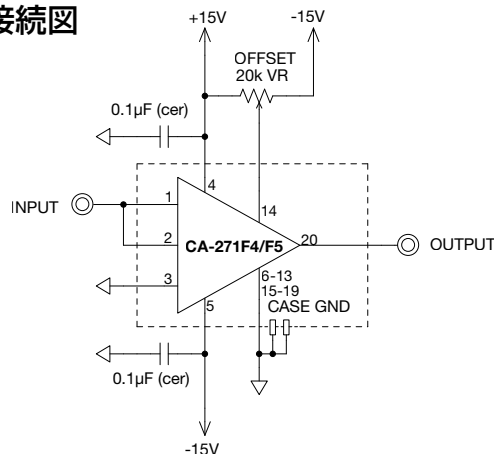 接続図
+15V
-15V
OFFSET
20k VR
0.1μF (cer)
4
1
14
INPUT
2
CA-271F4/F5
20
OUTPUT
3
6-13
15-19
5
CASE GND
0.1μF (cer)
-15V